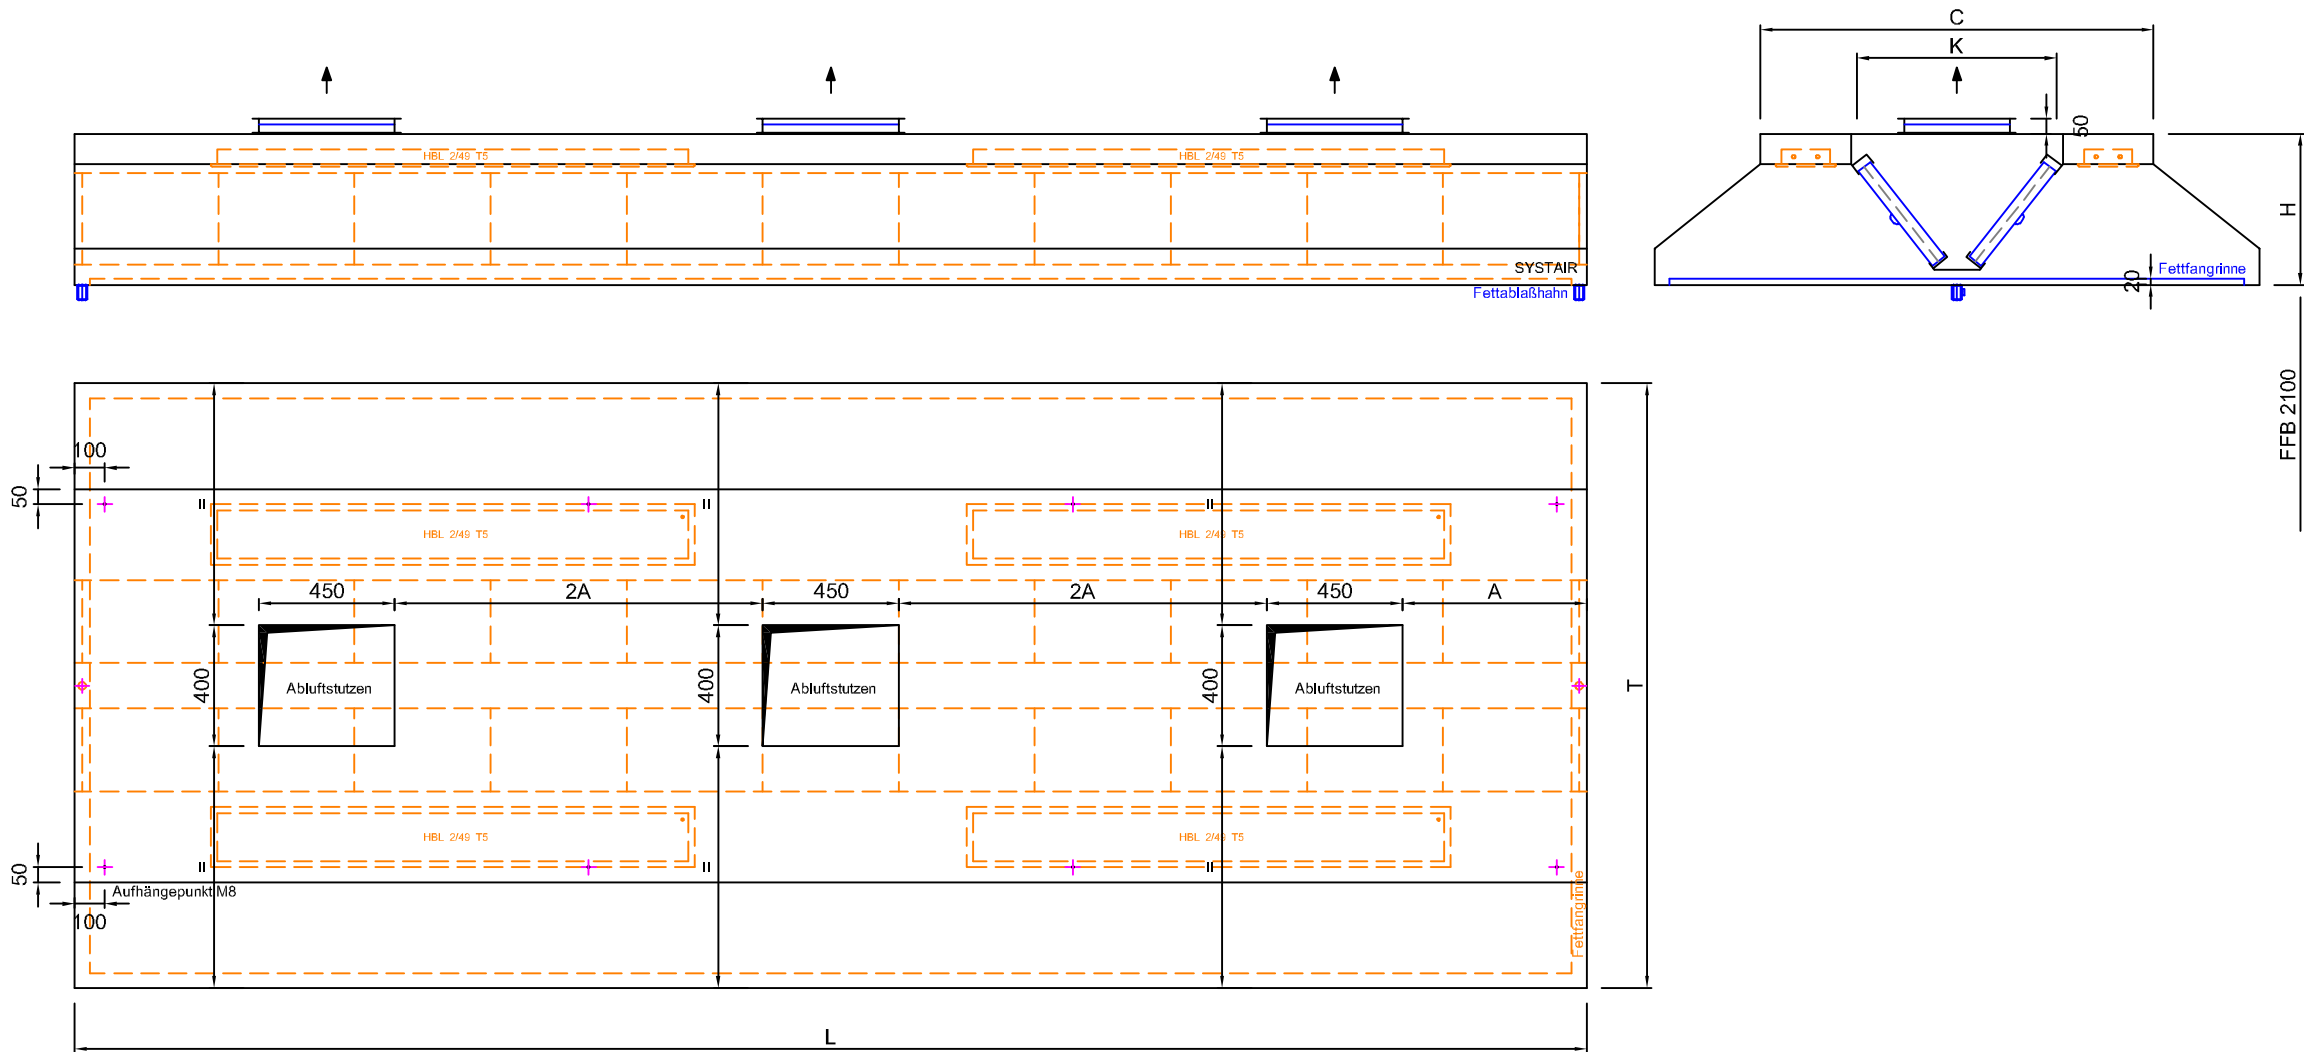 C
K
50
HBL 2/49 T5
HBL 2/49 T5
H
SYSTAIR
Fettablaßhahn
Fettfangrinne
20
FFB 2100
100
50
=
=
=
HBL 2/49 T5
HBL 2/49 T5
450
2A
450
2A
450
A
400
Abluftstutzen
400
Abluftstutzen
400
Abluftstutzen
T
HBL 2/49 T5
HBL 2/49 T5
=
=
=
50
Aufhängepunkt M8
100
Fettfangrinne
L